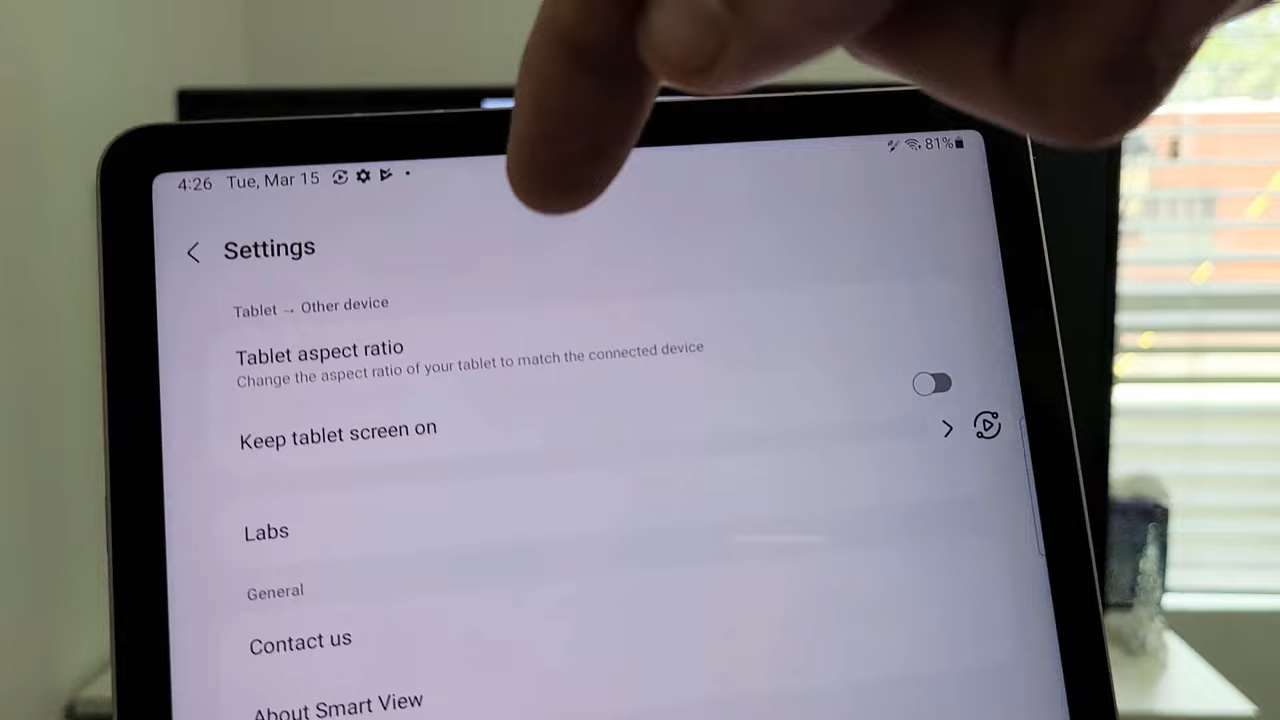 4:26 Tue, Mar 15 81%
Settings
Tablet → Other device
Tablet aspect ratio
Change the aspect ratio of your tablet to match the connected device
Keep tablet screen on
Labs
General
Contact us
About Smart View